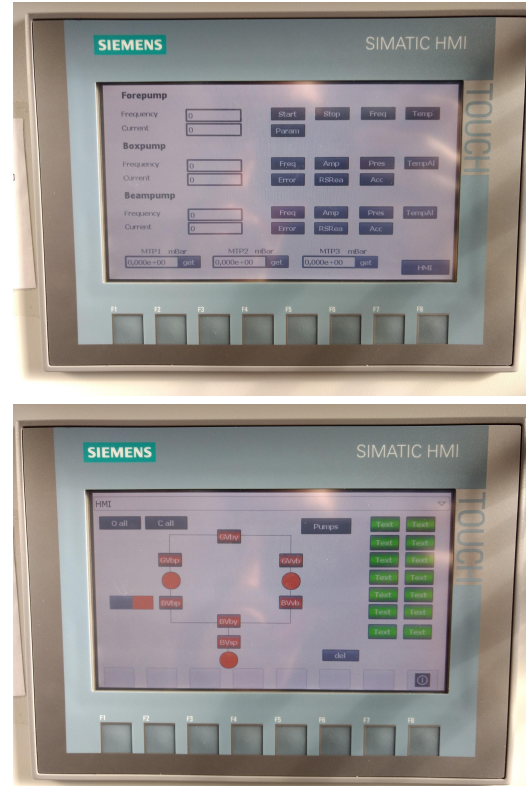 SIEMENS SIMATIC HMI
TOUCH
Forepump
Frequency 0 Start Stop Freq Temp
Current 0 Param
Boxpump
Frequency 0 Freq Amp Pres TempAl
Current 0 Error RSRea Acc
Beampump
Frequency 0 Freq Amp Pres TempAl
Current 0 Error RSRea Acc
MTP1 mBar MTP2 mBar MTP3 mBar
0,000e+00 get 0,000e+00 get 0,000e+00 get HMI
F1 F2 F3 F4 F5 F6 F7 F8
SIEMENS SIMATIC HMI
TOUCH
HMI
O all C all GVby Pumps Text Text
Text Text
GVbp GVvb Text Text
Text Text
BVbp BVvb Text Text
Text Text
BVby Text Text
BVsp
del
F1 F2 F3 F4 F5 F6 F7 F8